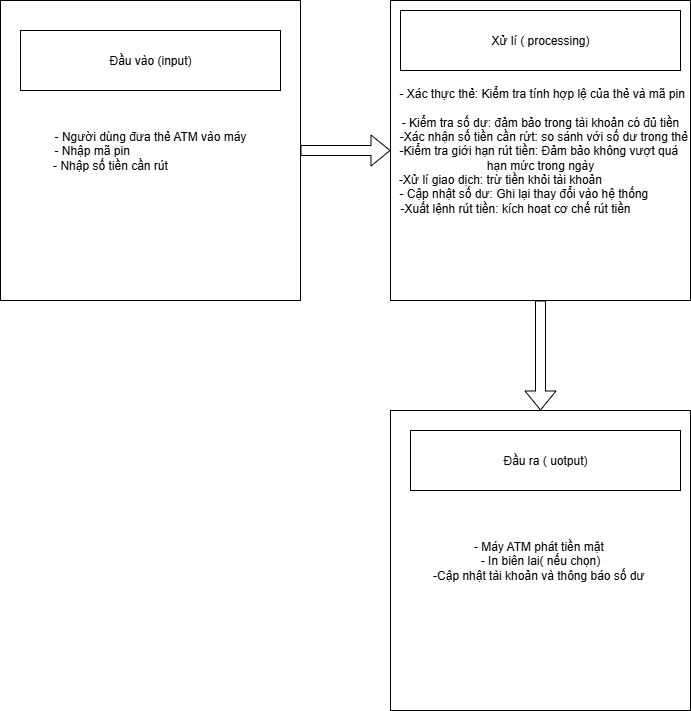 Đầu vào (input)
- Người dùng đưa thẻ ATM vào máy
- Nhập mã pin
- Nhập số tiền cần rút
Xử lí ( processing)
- Xác thực thẻ: Kiểm tra tính hợp lệ của thẻ và mã pin
- Kiểm tra số dư: đảm bảo trong tài khoản có đủ tiền
-Xác nhận số tiền cần rứt: so sánh với số dư trong thẻ
-Kiểm tra giới hạn rút tiền: Đảm bảo không vượt quá
hạn mức trong ngày
-Xử lí giao dịch: trừ tiền khỏi tài khoản
- Cập nhật số dư: Ghi lại thay đổi vào hệ thống
-Xuất lệnh rút tiền: kích hoạt cơ chế rút tiền
Đầu ra ( uotput)
- Máy ATM phát tiền mặt
- In biên lai( nếu chọn)
-Cập nhật tài khoản và thông báo số dư